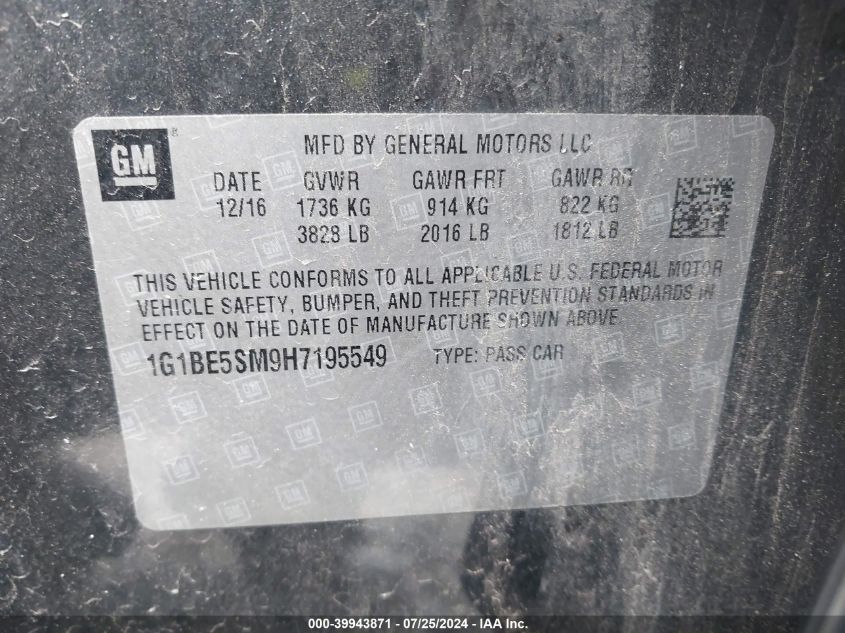 GM ®
MFD BY GENERAL MOTORS LLC
DATE GVWR GAWR FRT GAWR RR
12/16 1736 KG 914 KG 822 KG
3828 LB 2016 LB 1812 LB
THIS VEHICLE CONFORMS TO ALL APPLICABLE U.S. FEDERAL MOTOR
VEHICLE SAFETY, BUMPER, AND THEFT PREVENTION STANDARDS IN
EFFECT ON THE DATE OF MANUFACTURE SHOWN ABOVE
1G1BE5SM9H7195549 TYPE: PASS CAR
000-39943871 - 07/25/2024 - IAAI, Inc.